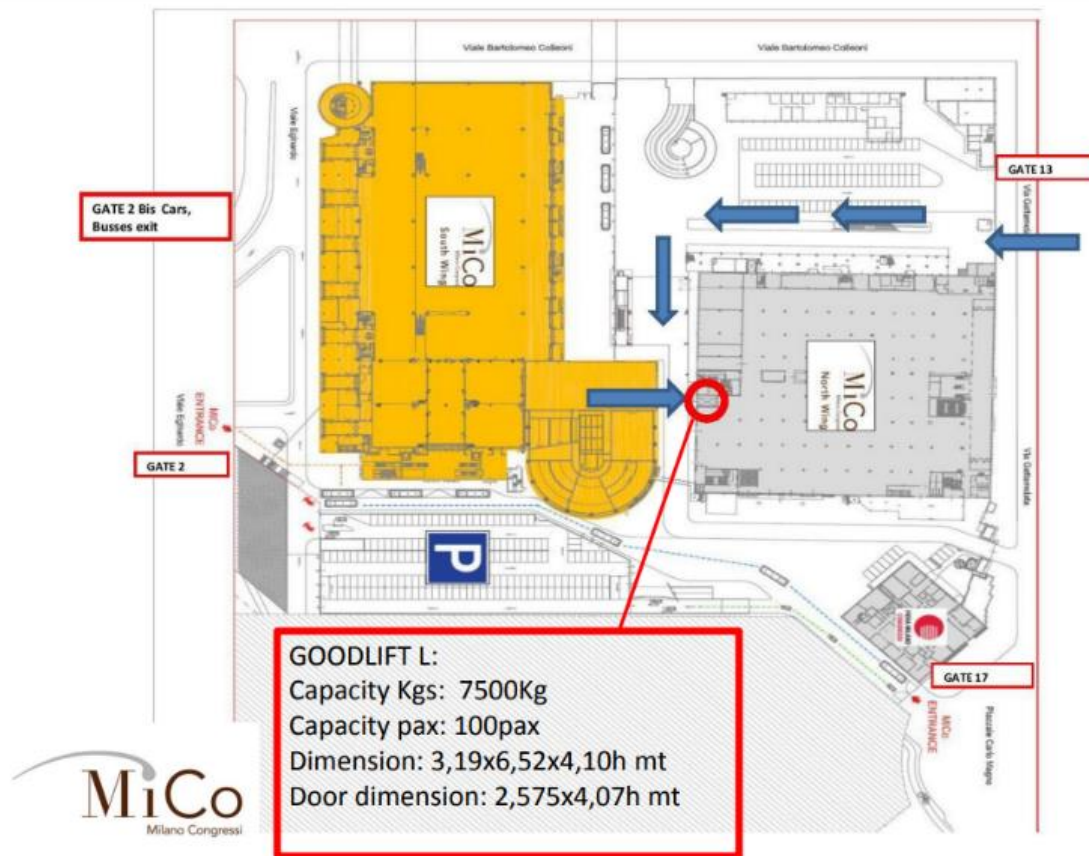 Viale Bartolomeo Colleoni
Viale Bartolomeo Colleoni
Viale Eginardo
GATE 13
Via Gattamelata
GATE 2 Bis Cars,
Busses exit
MiCo
South Wing
MiCo
North Wing
MiCo
ENTRANCE
Viale Eginardo
GATE 2
Via Gattamelata
P
GATE 17
MiCo
ENTRANCE
Piazzale Carlo Magno
GOODLIFT L:
Capacity Kgs: 7500Kg
Capacity pax: 100pax
Dimension: 3,19x6,52x4,10h mt
Door dimension: 2,575x4,07h mt
MiCo
Milano Congressi